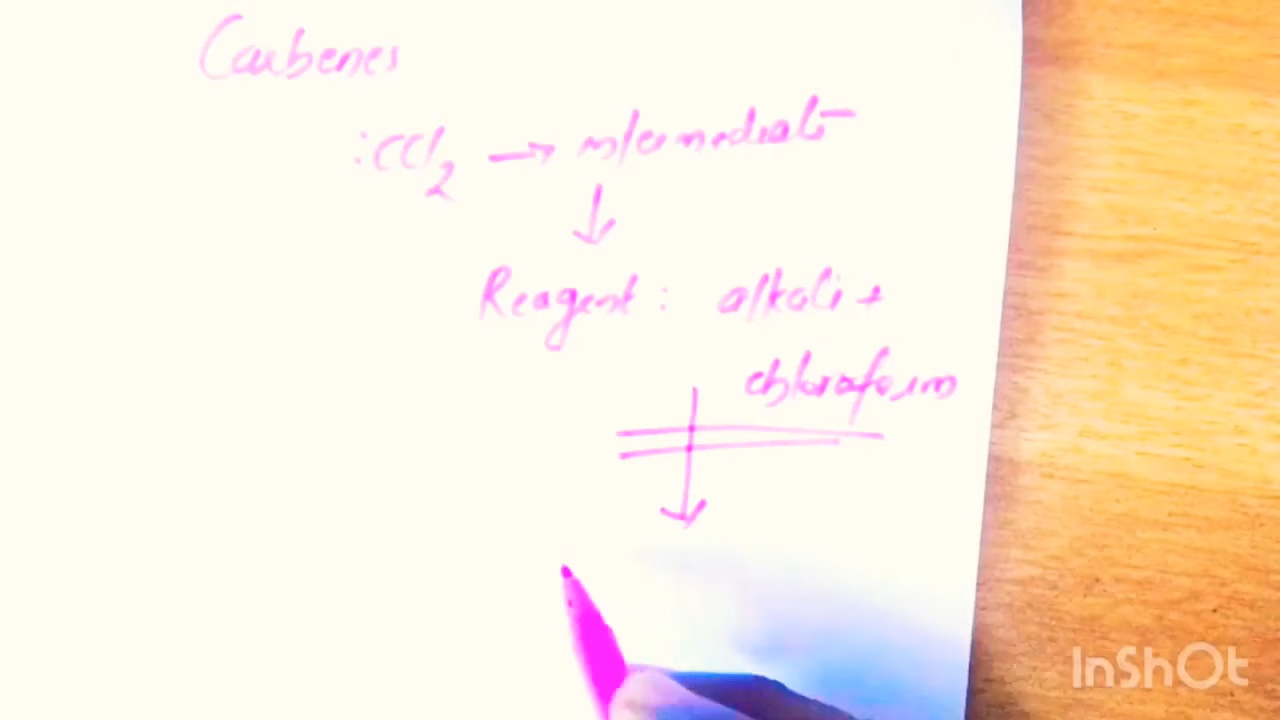 Carbenes
:CCl2 → intermediate
↓
Reagent: alkali +
chloroform
↓
InShOt